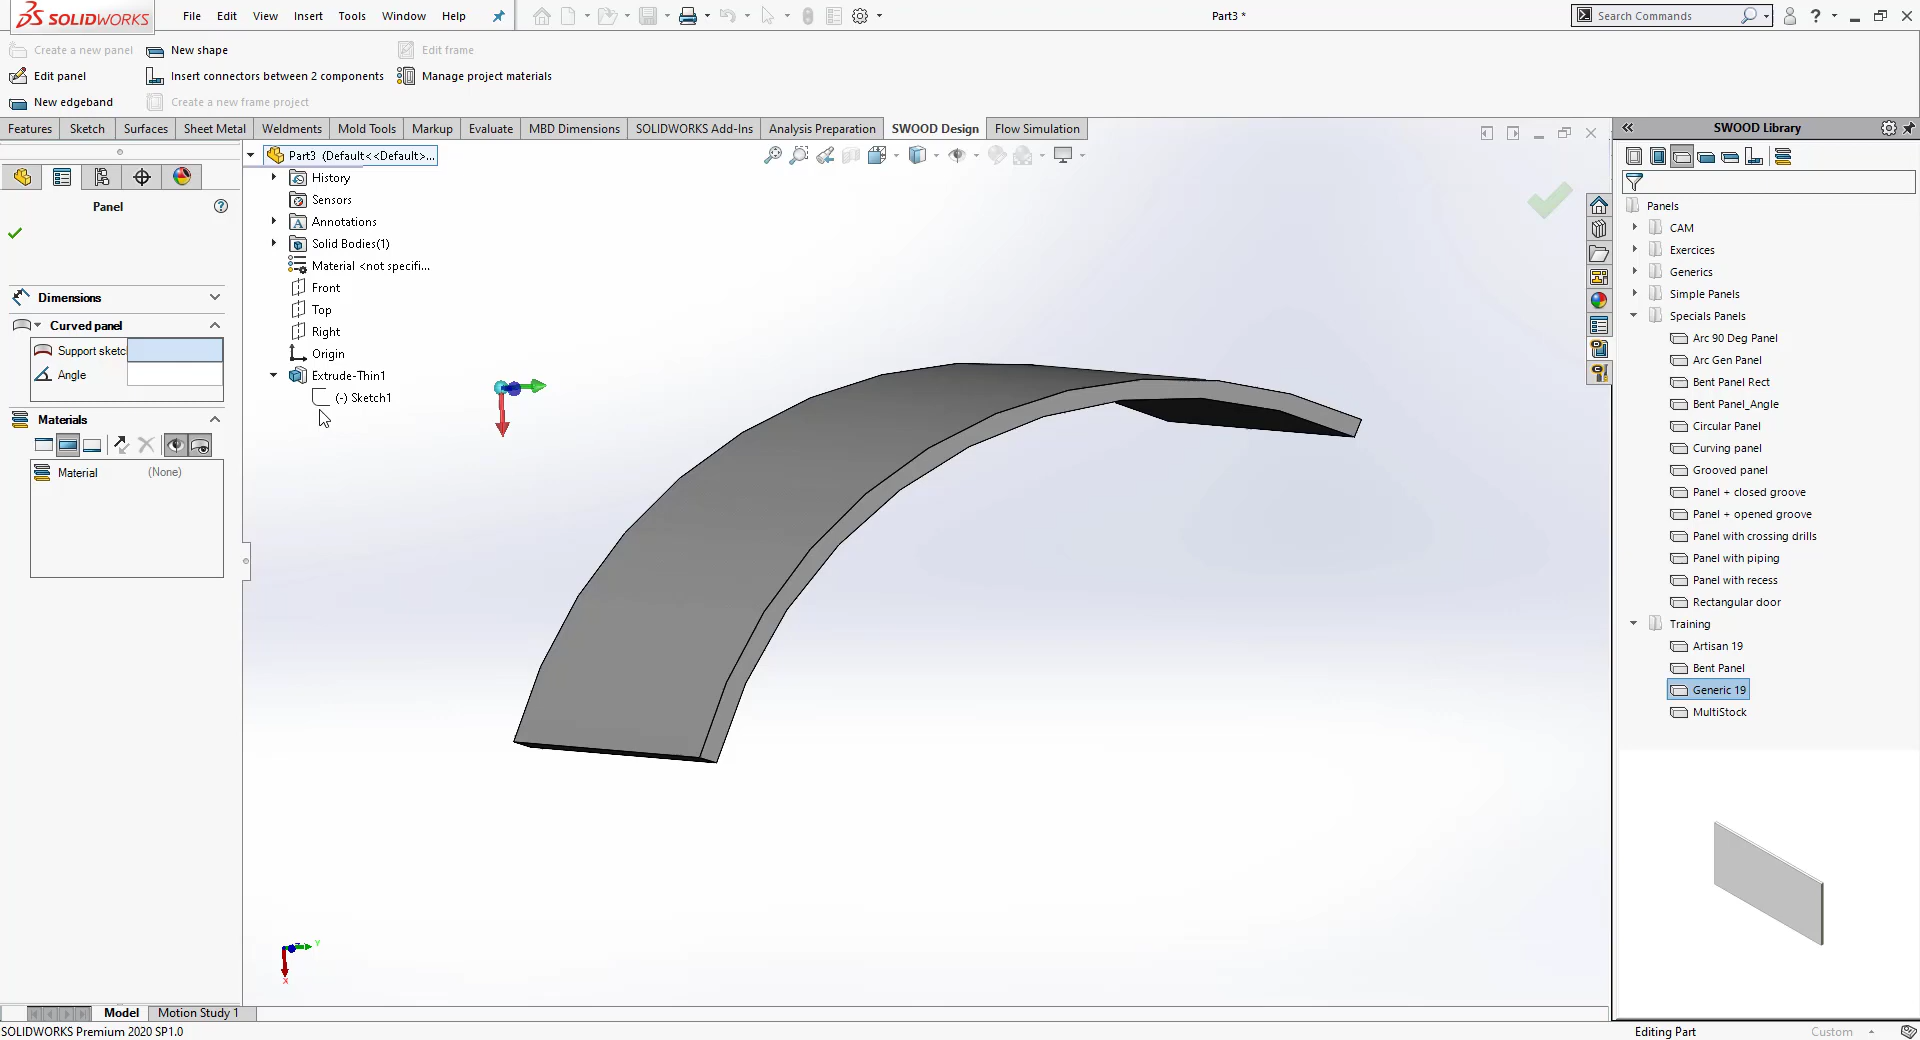 SOLIDWORKS File Edit View Insert Tools Window Help Part3 * Search Commands ?
Create a new panel New shape Edit frame
Edit panel Insert connectors between 2 components Manage project materials
New edgeband Create a new frame project
Features Sketch Surfaces Sheet Metal Weldments Mold Tools Markup Evaluate MBD Dimensions SOLIDWORKS Add-Ins Analysis Preparation SWOOD Design Flow Simulation
SWOOD Library
Panel
Dimensions
Curved panel
Support sketc
Angle
Materials
Material (None)
Part3 (Default<<Default>...
History
Sensors
Annotations
Solid Bodies(1)
Material <not specifi...
Front
Top
Right
Origin
Extrude-Thin1
(-) Sketch1
Y
X
Panels
CAM
Exercices
Generics
Simple Panels
Specials Panels
Arc 90 Deg Panel
Arc Gen Panel
Bent Panel Rect
Bent Panel_Angle
Circular Panel
Curving panel
Grooved panel
Panel + closed groove
Panel + opened groove
Panel with crossing drills
Panel with piping
Panel with recess
Rectangular door
Training
Artisan 19
Bent Panel
Generic 19
MultiStock
Model Motion Study 1
SOLIDWORKS Premium 2020 SP1.0 Editing Part Custom